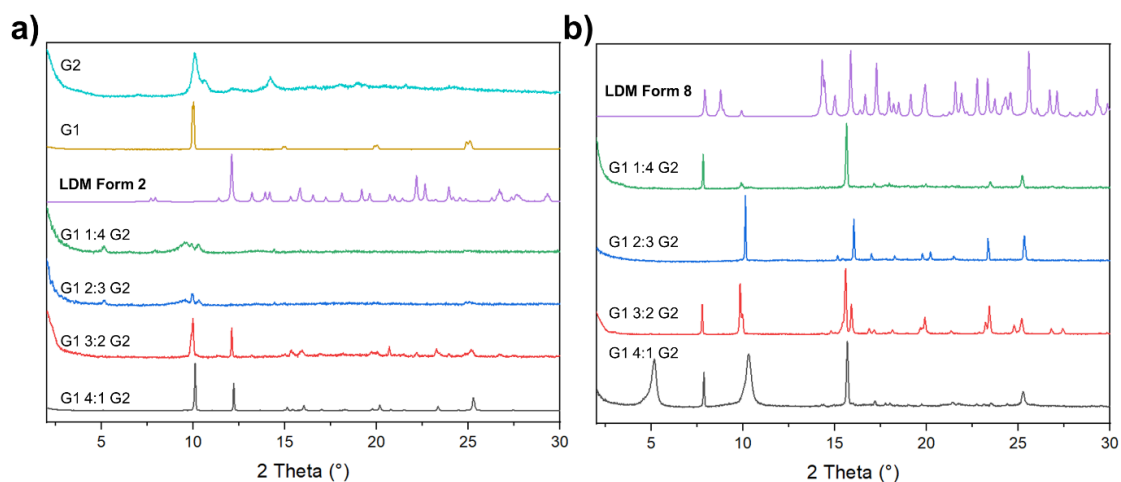 a)
G2
G1
LDM Form 2
G1 1:4 G2
G1 2:3 G2
G1 3:2 G2
G1 4:1 G2
5 10 15 20 25 30
2 Theta (°)
b)
LDM Form 8
G1 1:4 G2
G1 2:3 G2
G1 3:2 G2
G1 4:1 G2
5 10 15 20 25 30
2 Theta (°)